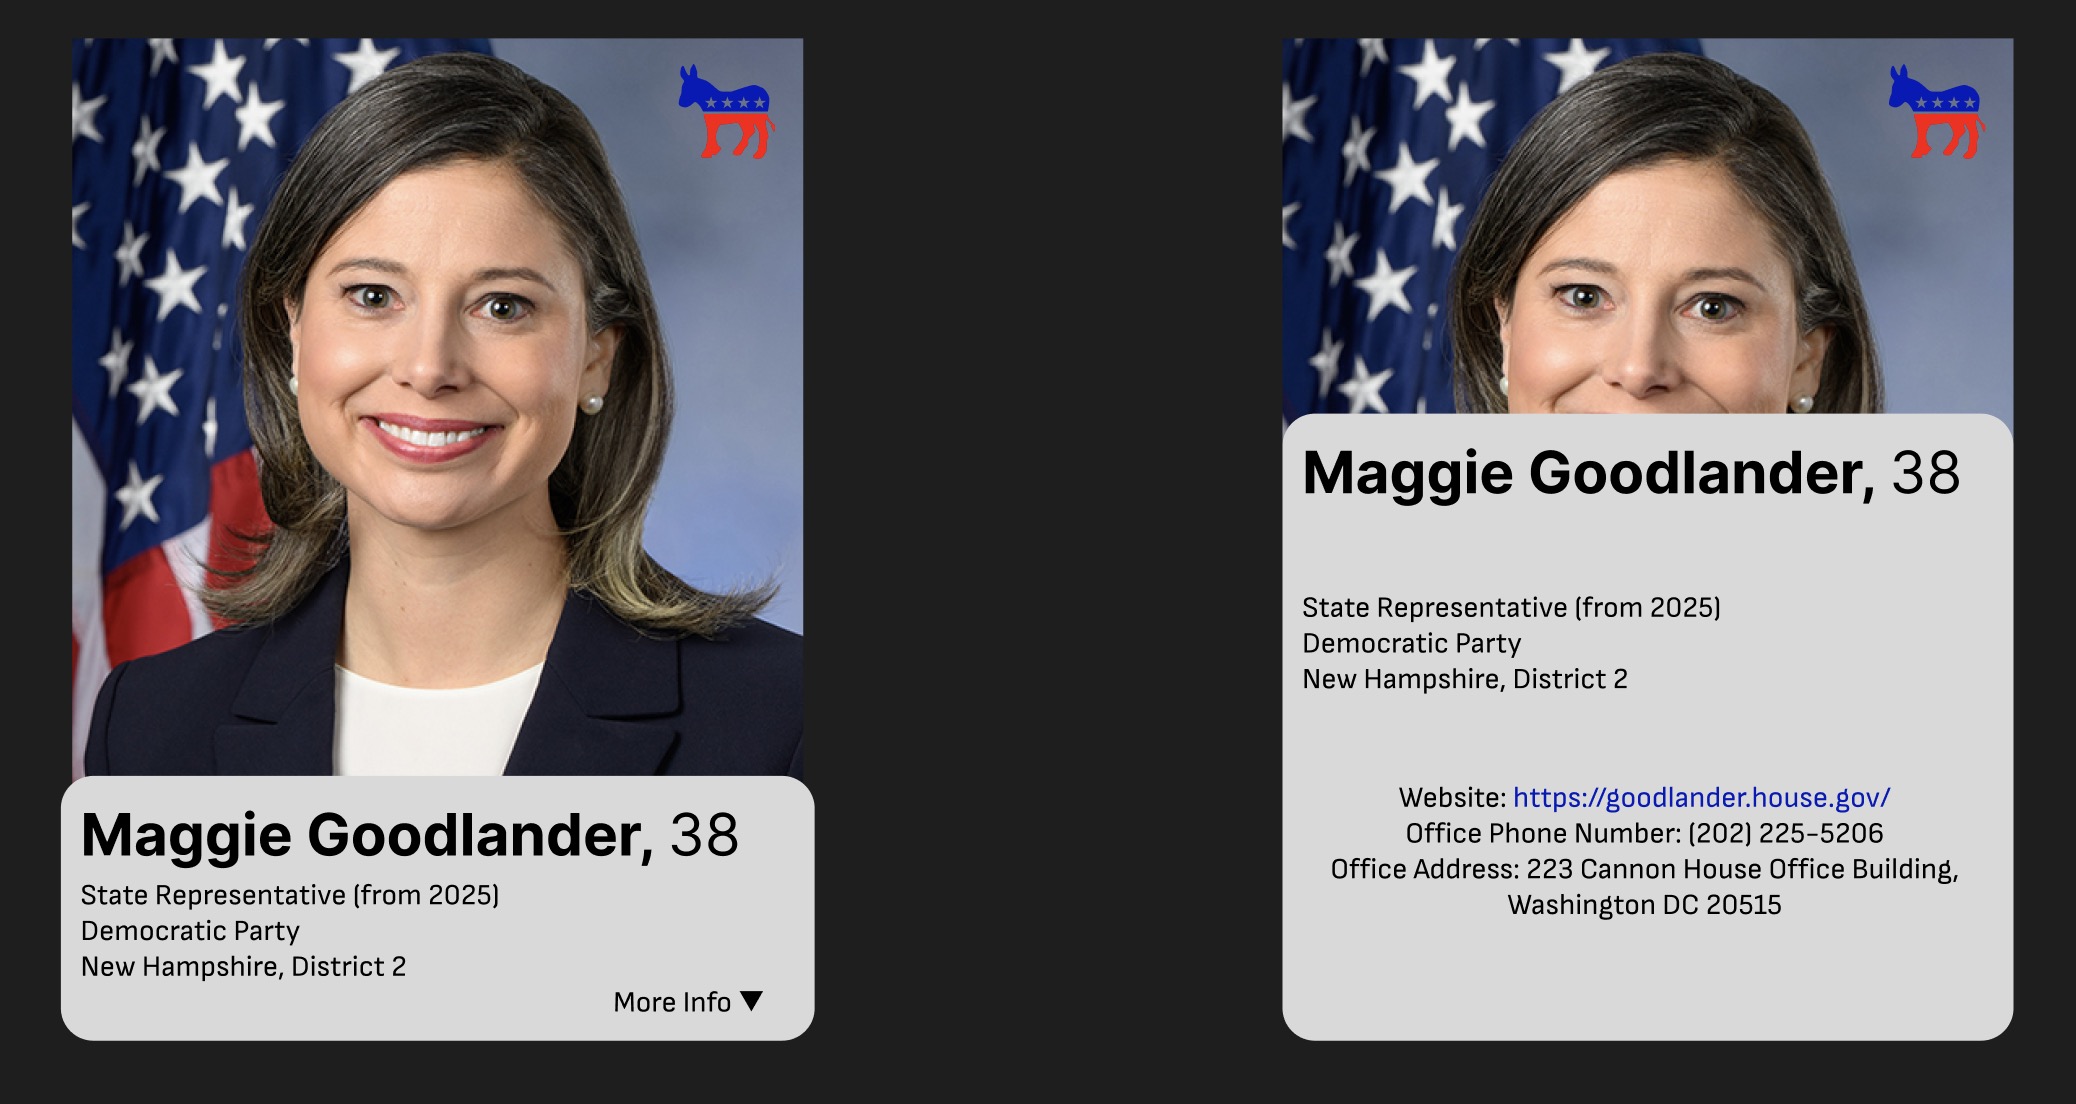 Maggie Goodlander, 38
State Representative (from 2025)
Democratic Party
New Hampshire, District 2
More Info ▼
Maggie Goodlander, 38
State Representative (from 2025)
Democratic Party
New Hampshire, District 2
Website: https://goodlander.house.gov/
Office Phone Number: (202) 225-5206
Office Address: 223 Cannon House Office Building,
Washington DC 20515